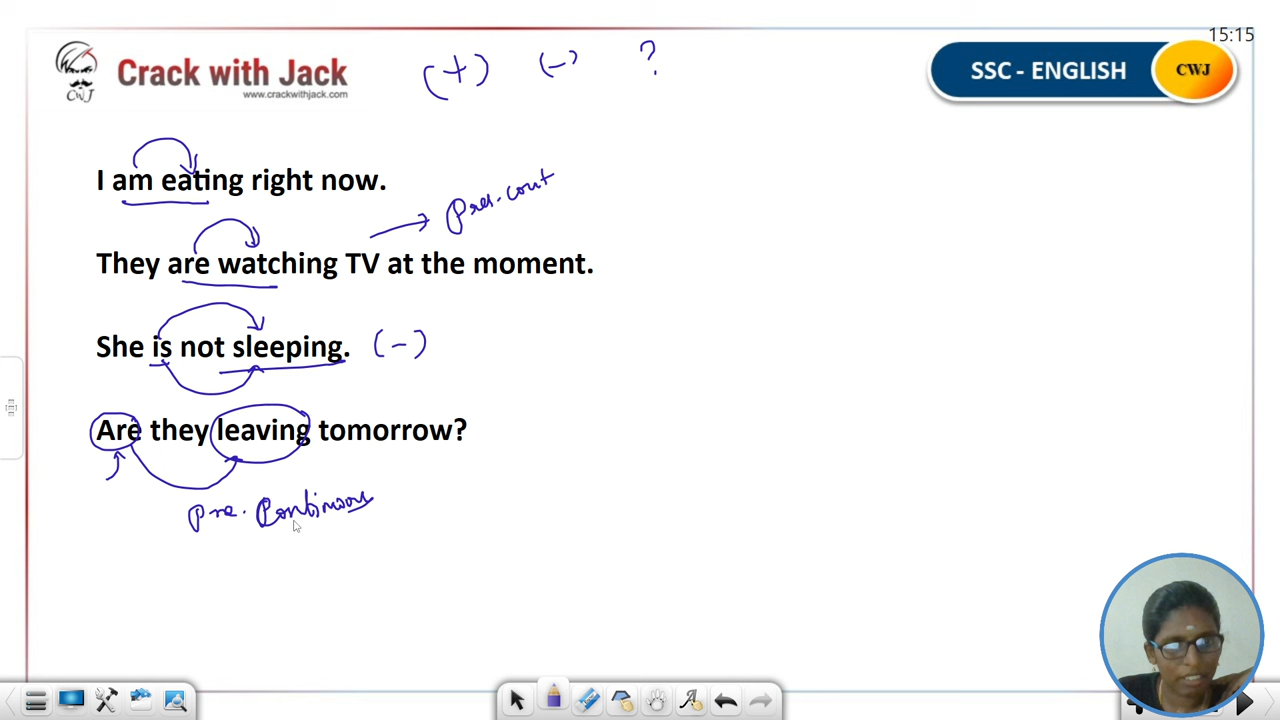 15:15
Crack with Jack
www.crackwithjack.com
CWJ
(+) (-) ?
SSC - ENGLISH
CWJ
I am eating right now.
Pres. cont
They are watching TV at the moment.
She is not sleeping. (-)
Are they leaving tomorrow?
Pre. Continuous